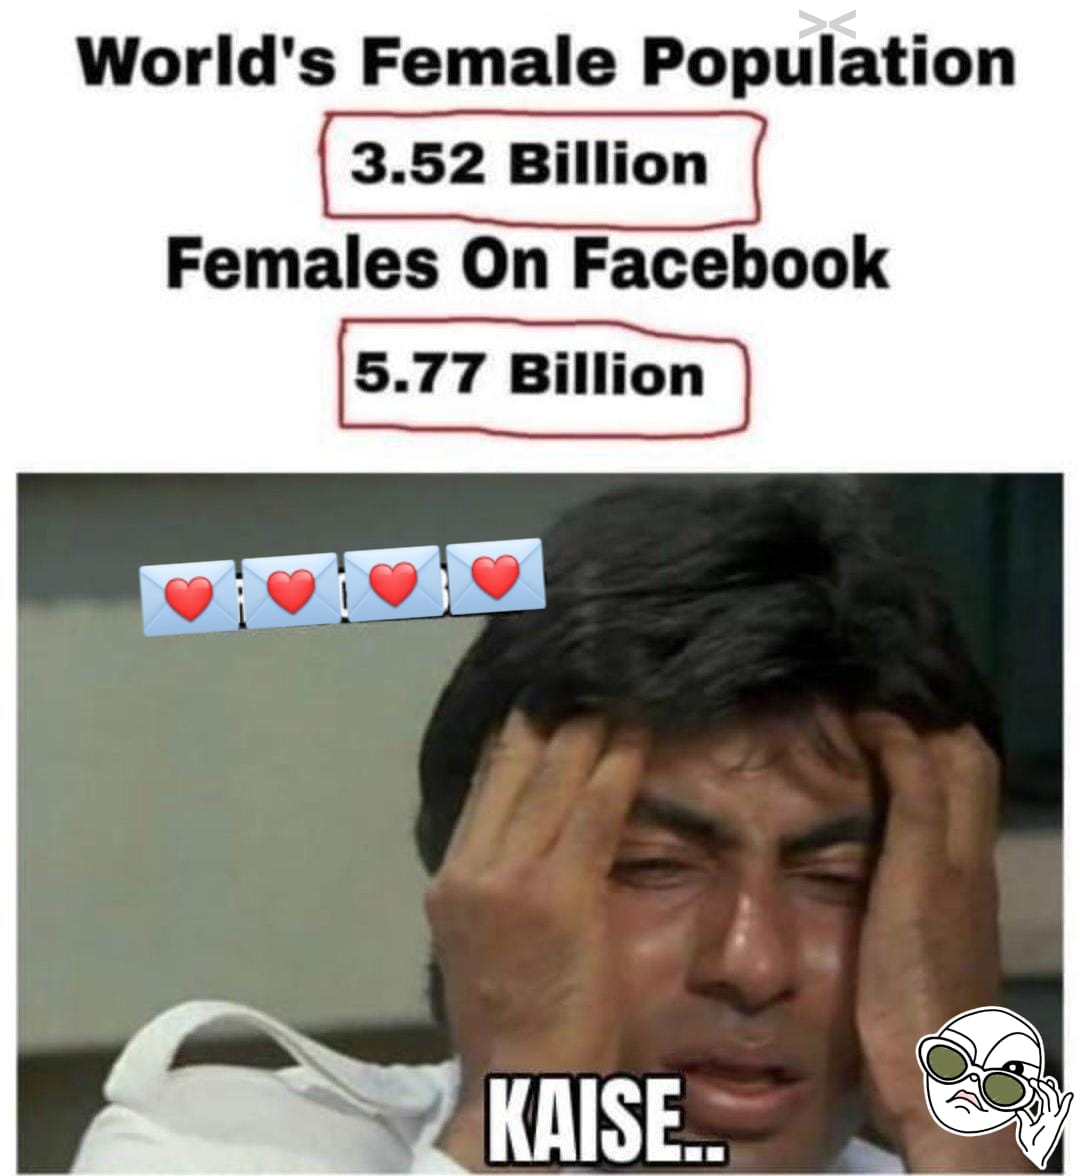 World's Female Population
3.52 Billion
Females On Facebook
5.77 Billion
KAISE..